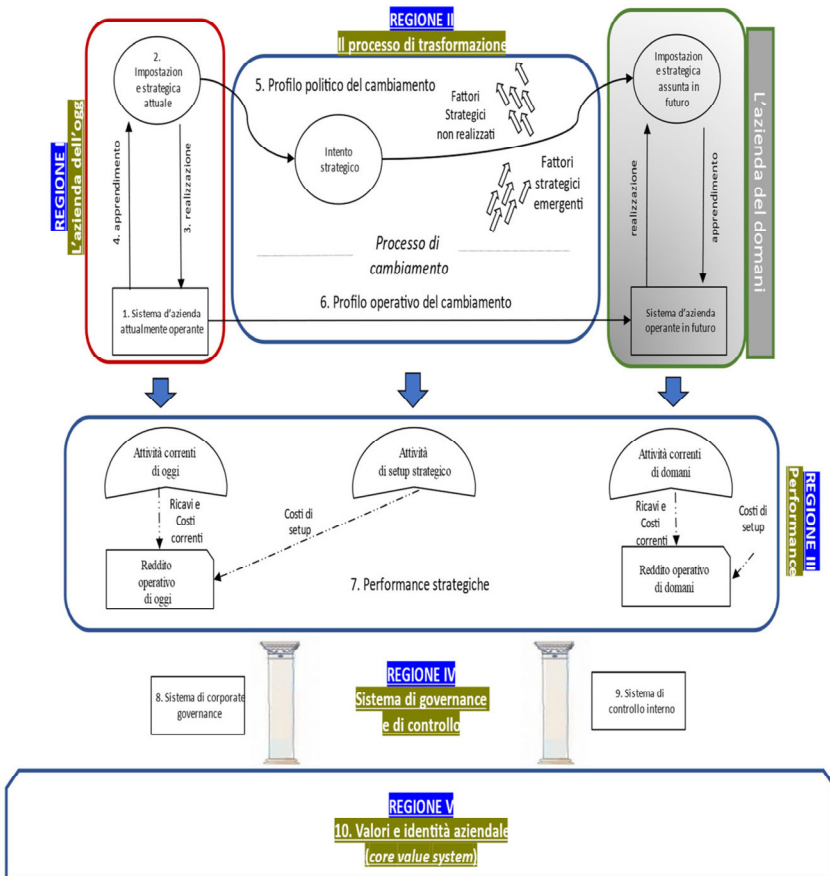 REGIONE II
Il processo di trasformazione
REGIONE I
L'azienda dell'ogg
2.
Impostazion
e strategica
attuale
4. apprendimento
3. realizzazione
1. Sistema d'azienda
attualmente operante
5. Profilo politico del cambiamento
Intento
strategico
Fattori
Strategici
non realizzati
Fattori
strategici
emergenti
Processo di
cambiamento
6. Profilo operativo del cambiamento
Impostazion
e strategica
assunta in
futuro
realizzazione
apprendimento
Sistema d'azienda
operante in futuro
L'azienda del domani
Attività correnti
di oggi
Ricavi e
Costi
correnti
Reddito
operativo
di oggi
Attività
di setup strategico
Costi di
setup
7. Performance strategiche
Attività correnti
di domani
Ricavi e
Costi
correnti
Costi di
setup
Reddito operativo
di domani
REGIONE III
Performance
8. Sistema di corporate
governance
REGIONE IV
Sistema di governance
e di controllo
9. Sistema di
controllo interno
REGIONE V
10. Valori e identità aziendale
(core value system)